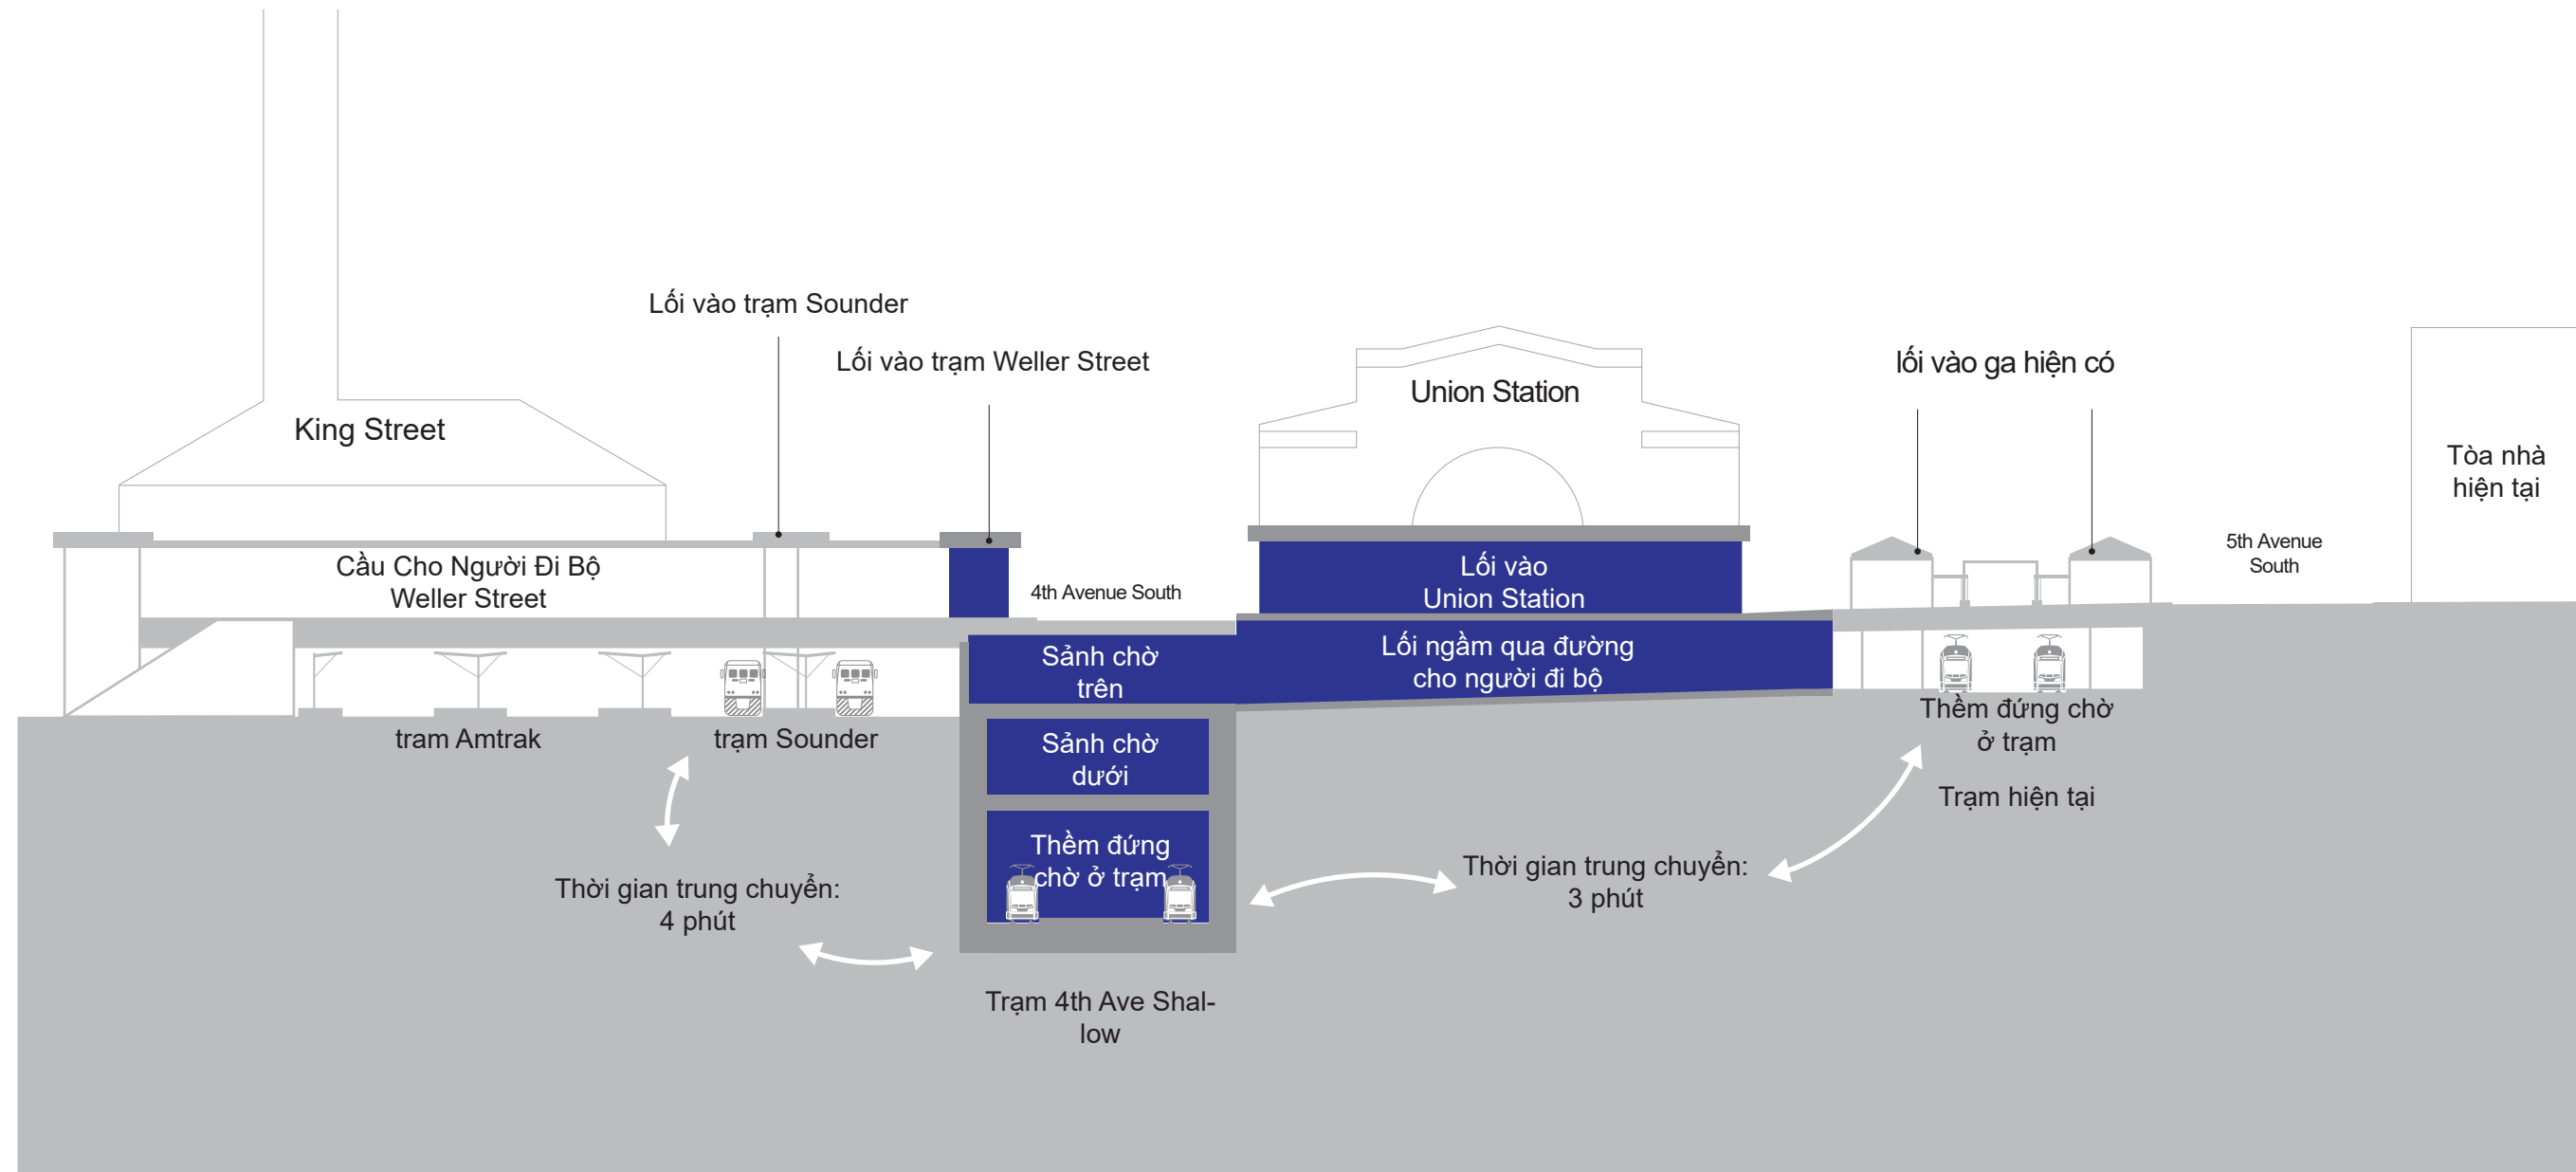 Lối vào trạm Sounder
Lối vào trạm Weller Street
King Street
Union Station
lối vào ga hiện có
Tòa nhà
hiện tại
Cầu Cho Người Đi Bộ
Weller Street
4th Avenue South
Lối vào
Union Station
5th Avenue
South
Sảnh chờ
trên
Lối ngầm qua đường
cho người đi bộ
tram Amtrak
trạm Sounder
Sảnh chờ
dưới
Thềm đứng chờ
ở trạm
Trạm hiện tại
Thềm đứng
chờ ở trạm
Thời gian trung chuyển:
4 phút
Thời gian trung chuyển:
3 phút
Trạm 4th Ave Shal-
low